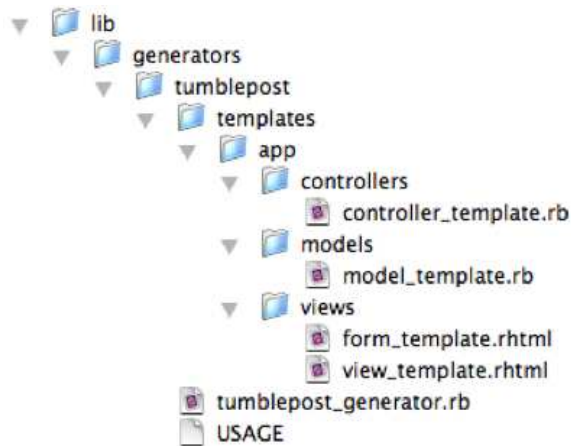 lib
generators
tumblepost
templates
app
controllers
controller_template.rb
models
model_template.rb
views
form_template.rhtml
view_template.rhtml
tumblepost_generator.rb
USAGE